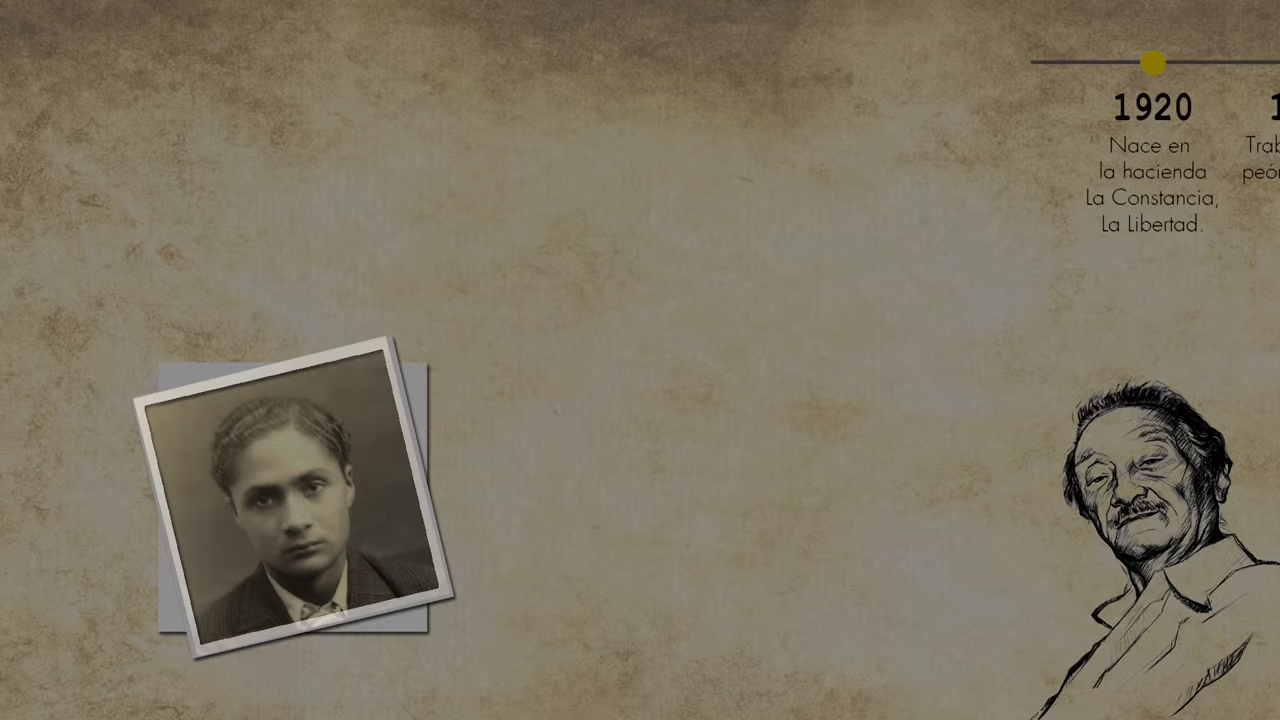 1920
Nace en
la hacienda
La Constancia,
La Libertad.